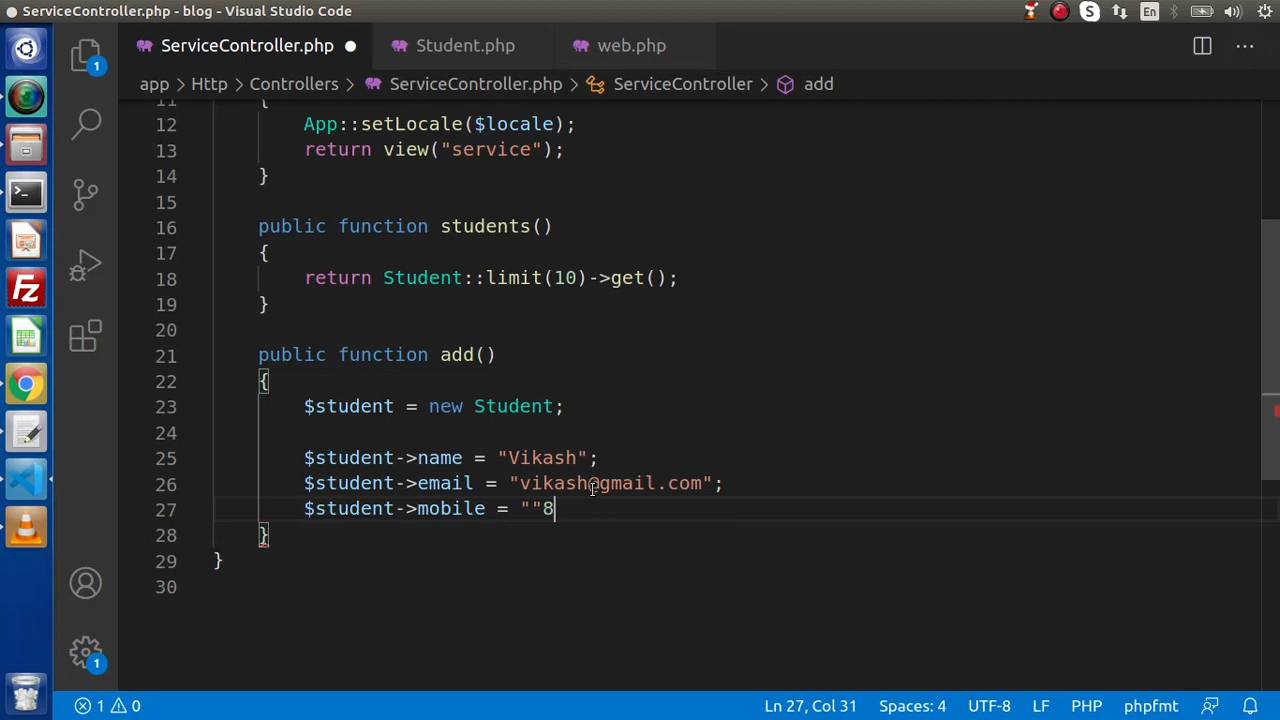 ServiceController.php - blog - Visual Studio Code
En
ServiceController.php Student.php web.php
app > Http > Controllers > ServiceController.php > ServiceController > add
11 {
12 App::setLocale($locale);
13 return view("service");
14 }
15
16 public function students()
17 {
18 return Student::limit(10)->get();
19 }
20
21 public function add()
22 {
23 $student = new Student;
24
25 $student->name = "Vikash";
26 $student->email = "vikash@gmail.com";
27 $student->mobile = ""8
28 }
29 }
30
1
1
1 0 Ln 27, Col 31 Spaces: 4 UTF-8 LF PHP phpfmt